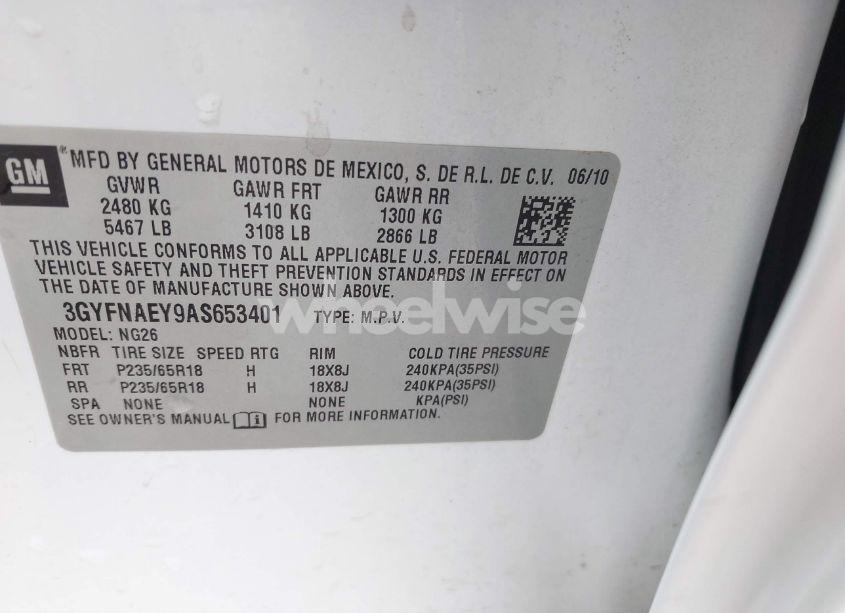 GM
® MFD BY GENERAL MOTORS DE MEXICO, S. DE R.L. DE C.V. 06/10
GVWR GAWR FRT GAWR RR
2480 KG 1410 KG 1300 KG
5467 LB 3108 LB 2866 LB
THIS VEHICLE CONFORMS TO ALL APPLICABLE U.S. FEDERAL MOTOR
VEHICLE SAFETY AND THEFT PREVENTION STANDARDS IN EFFECT ON
THE DATE OF MANUFACTURE SHOWN ABOVE.
3GYFNAEY9AS653401 TYPE: M.P.V.
wheelwise
MODEL: NG26
NBFR TIRE SIZE SPEED RTG RIM COLD TIRE PRESSURE
FRT P235/65R18 H 18X8J 240KPA(35PSI)
RR P235/65R18 H 18X8J 240KPA(35PSI)
SPA NONE NONE KPA(PSI)
SEE OWNER'S MANUAL FOR MORE INFORMATION.